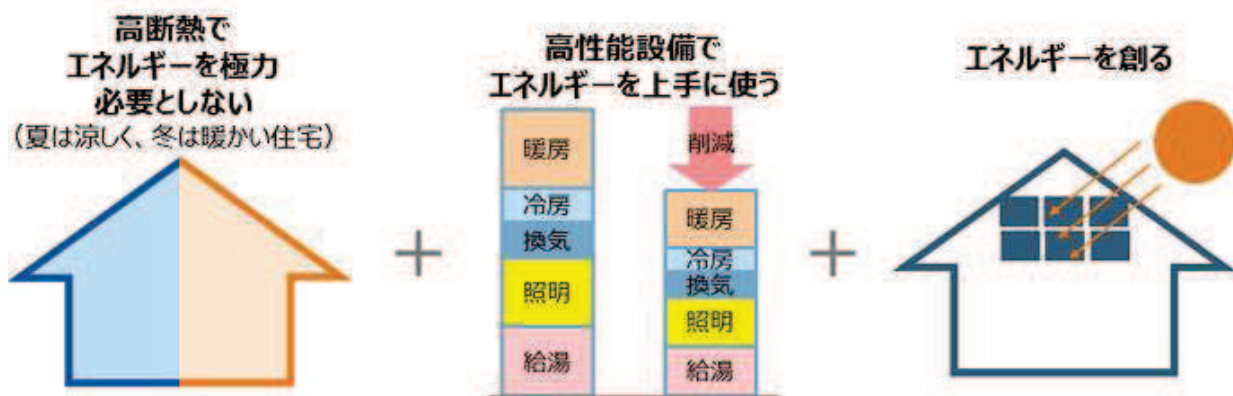 高断熱で
エネルギーを極力
必要としない
（夏は涼しく、冬は暖かい住宅）
高性能設備で
エネルギーを上手に使う
暖房
冷房
換気
照明
給湯
削減
暖房
冷房
換気
照明
給湯
エネルギーを創る